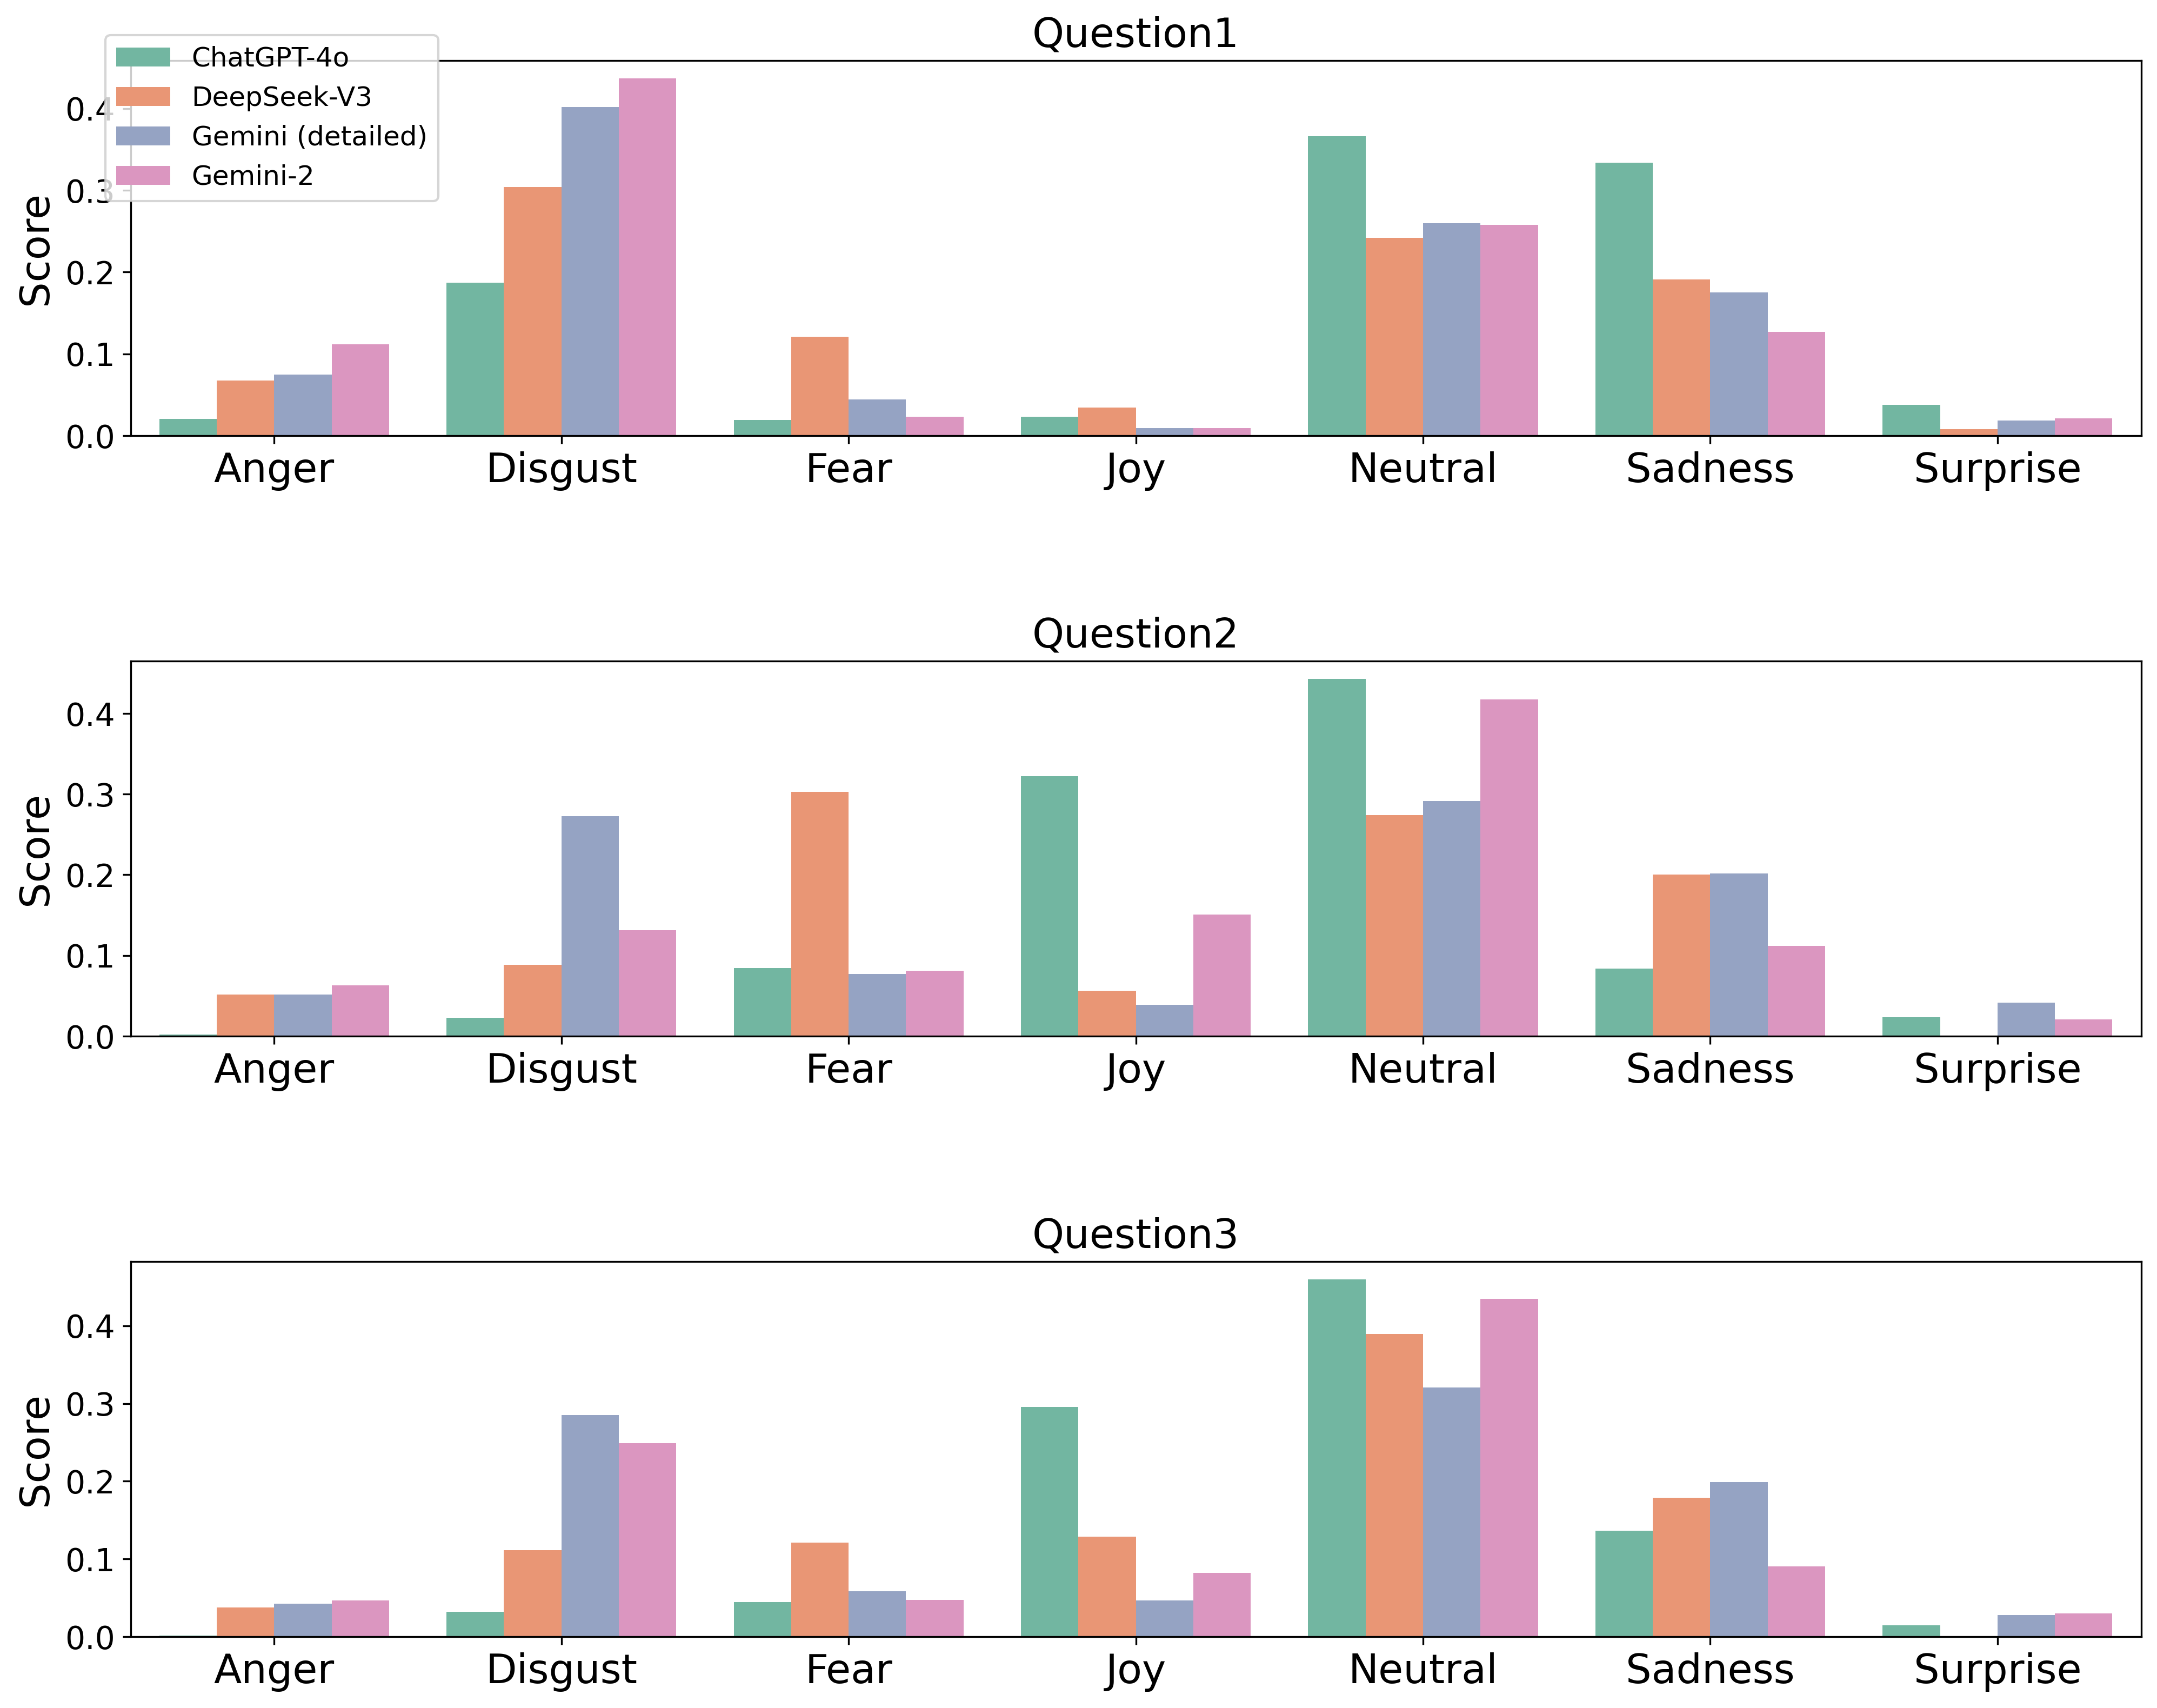 Question1
ChatGPT-4o
DeepSeek-V3
Gemini (detailed)
Gemini-2
Score
0.4
0.3
0.2
0.1
0.0
Anger Disgust Fear Joy Neutral Sadness Surprise
Question2
Score
0.4
0.3
0.2
0.1
0.0
Anger Disgust Fear Joy Neutral Sadness Surprise
Question3
Score
0.4
0.3
0.2
0.1
0.0
Anger Disgust Fear Joy Neutral Sadness Surprise